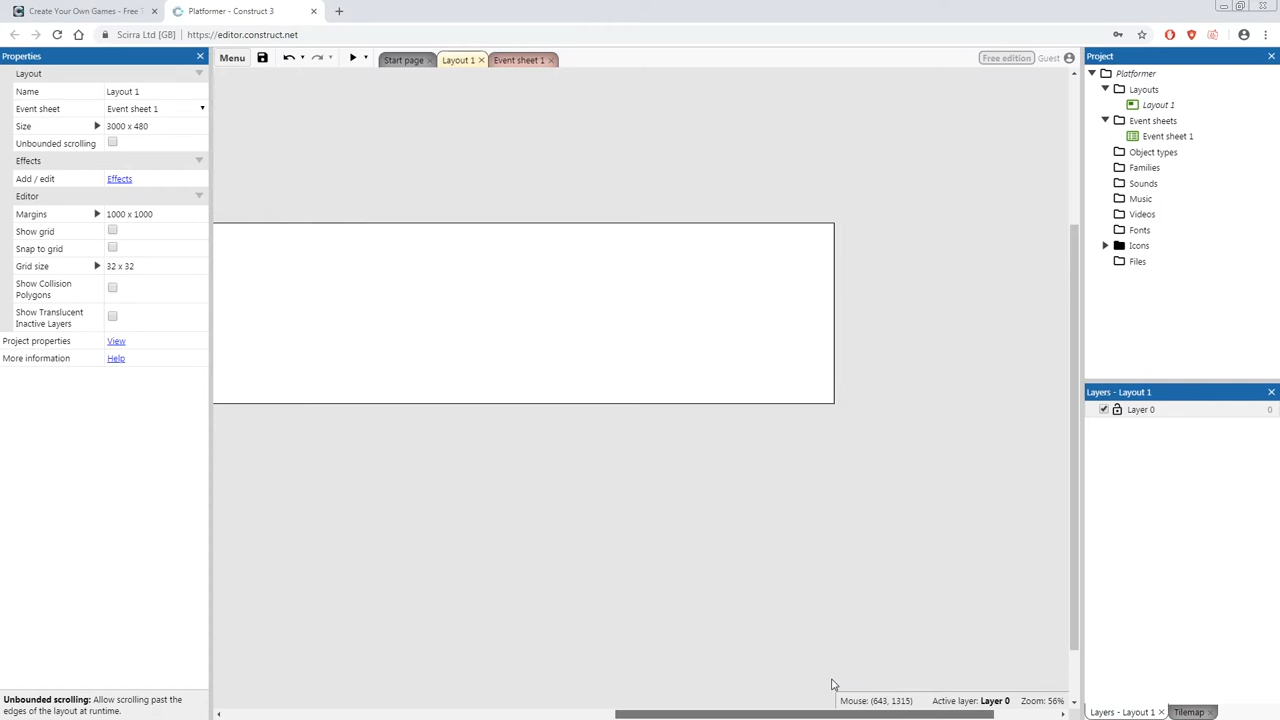 Create Your Own Games - Free T
Platformer - Construct 3
Scirra Ltd [GB]
https://editor.construct.net
Properties
Menu
Start page
Layout 1
Event sheet 1
Free edition
Guest
Project
Layout
Name
Layout 1
Event sheet
Event sheet 1
Size
3000 x 480
Unbounded scrolling
Effects
Add / edit
Effects
Editor
Margins
1000 x 1000
Show grid
Snap to grid
Grid size
32 x 32
Show Collision
Polygons
Show Translucent
Inactive Layers
Project properties
View
More information
Help
Platformer
Layouts
Layout 1
Event sheets
Event sheet 1
Object types
Families
Sounds
Music
Videos
Fonts
Icons
Files
Layers - Layout 1
Layer 0
0
Unbounded scrolling: Allow scrolling past
the edges of the layout at runtime.
Mouse: (643, 1315)
Active layer: Layer 0
Zoom: 56%
Layers - Layout 1
Tilemap